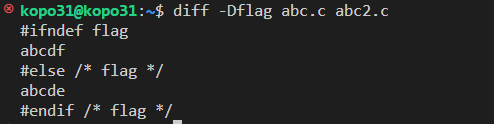 kopo31@kopo31:~$ diff -Dflag abc.c abc2.c
#ifndef flag
abcdf
#else /* flag */
abcde
#endif /* flag */